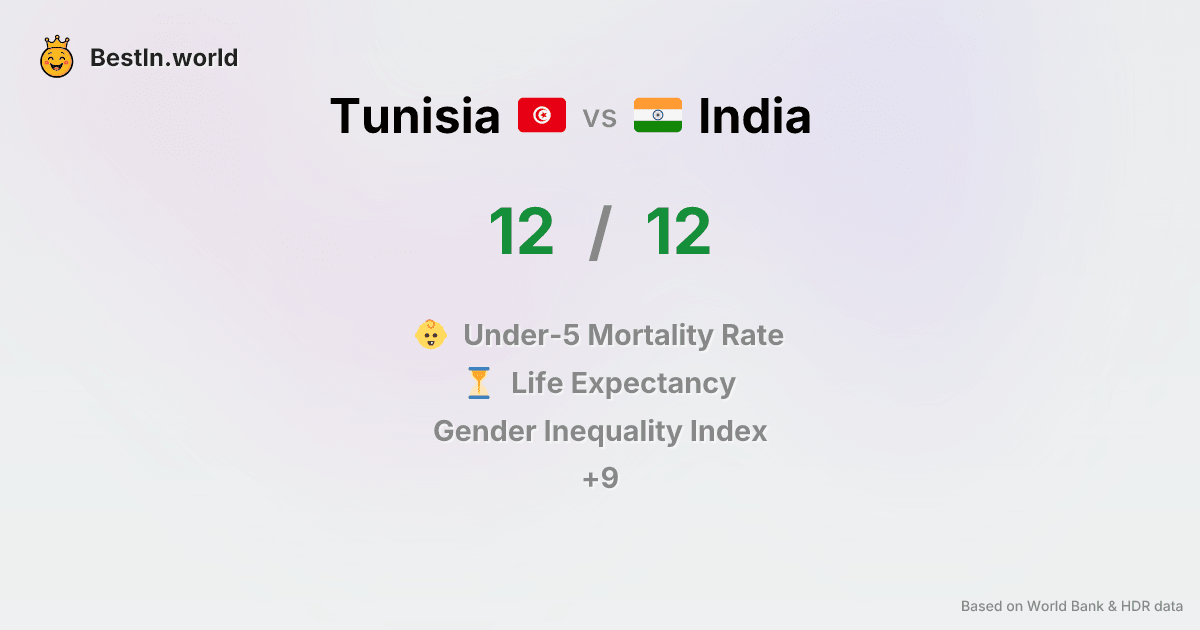 BestIn.world
Tunisia vs India
12 / 12
Under-5 Mortality Rate
Life Expectancy
Gender Inequality Index
+9
Based on World Bank & HDR data